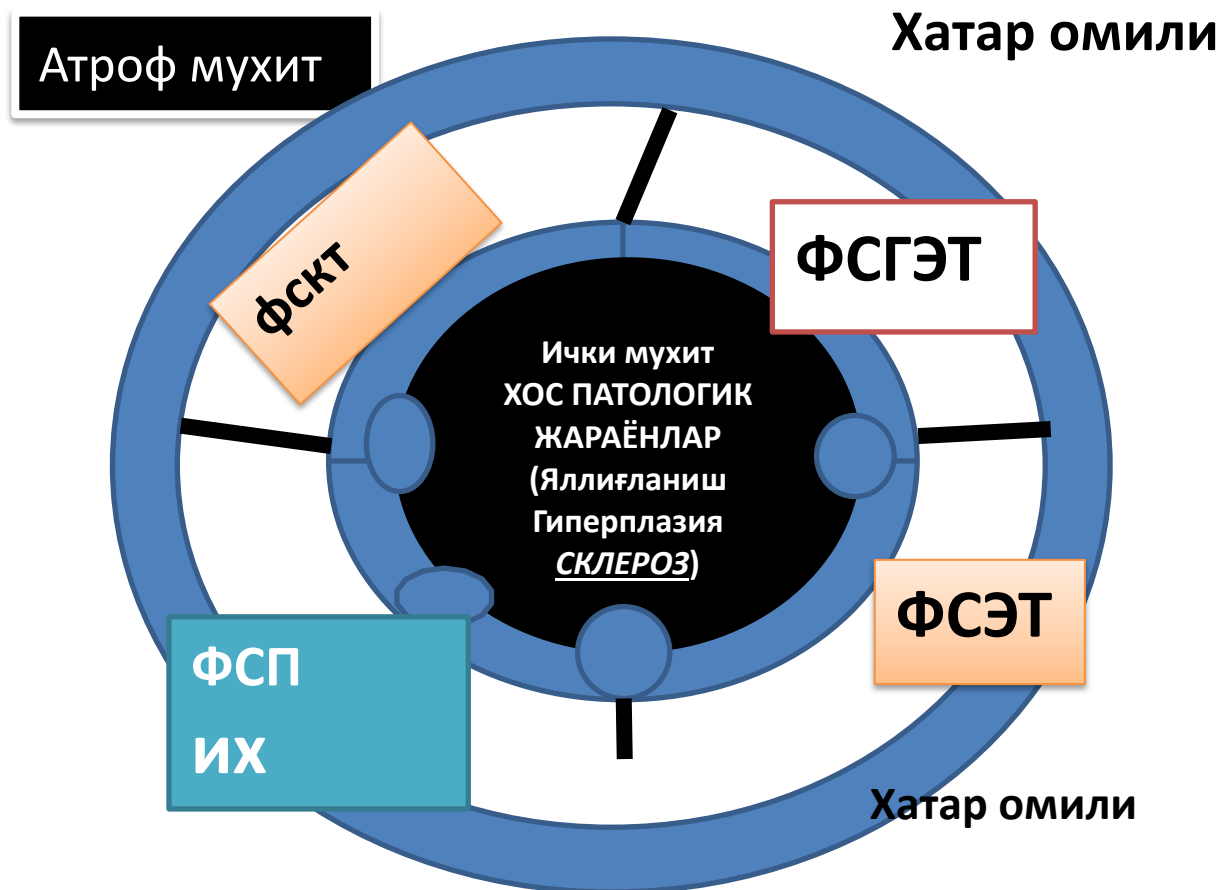 Хатар омили
Атроф мухит
фскт
ФСГЭТ
Ички мухит
ХОС ПАТОЛОГИК
ЖАРАЁНЛАР
(Яллиғланиш
Гиперплазия
СКЛЕРОЗ)
ФСЭТ
ФСП
ИХ
Хатар омили